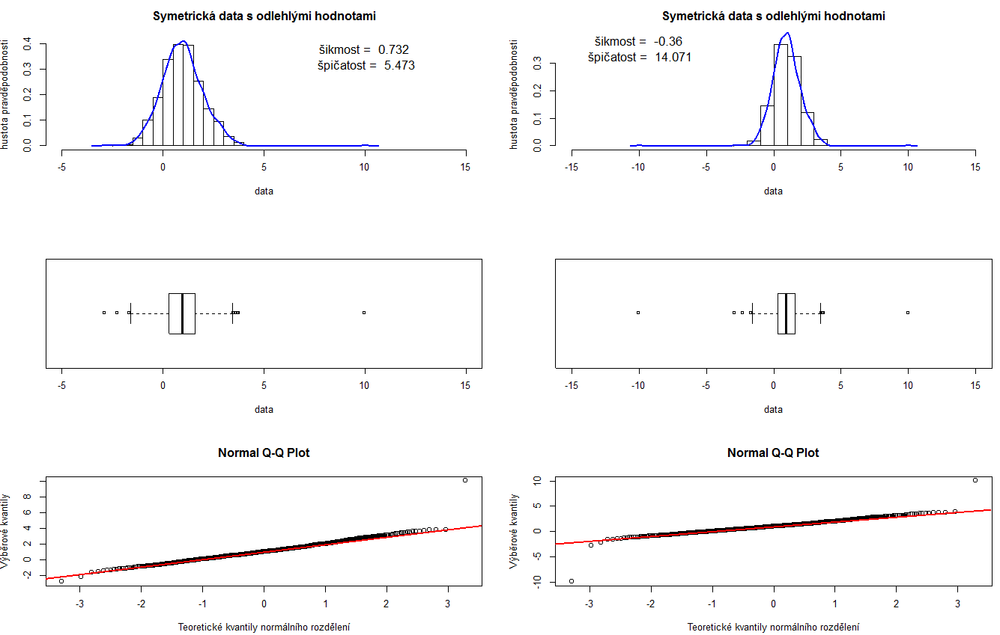 Symetrická data s odlehlými hodnotami
šikmost = 0.732
špičatost = 5.473
hustota pravděpodobnosti
0.0 0.1 0.2 0.3 0.4
-5 0 5 10 15
data
Symetrická data s odlehlými hodnotami
šikmost = -0.36
špičatost = 14.071
hustota pravděpodobnosti
0.0 0.1 0.2 0.3
-15 -10 -5 0 5 10 15
data
-5 0 5 10 15
data
-15 -10 -5 0 5 10 15
data
Normal Q-Q Plot
Výběrové kvantily
-2 0 2 4 6 8
-3 -2 -1 0 1 2 3
Teoretické kvantily normálního rozdělení
Normal Q-Q Plot
Výběrové kvantily
-10 -5 0 5 10
-3 -2 -1 0 1 2 3
Teoretické kvantily normálního rozdělení